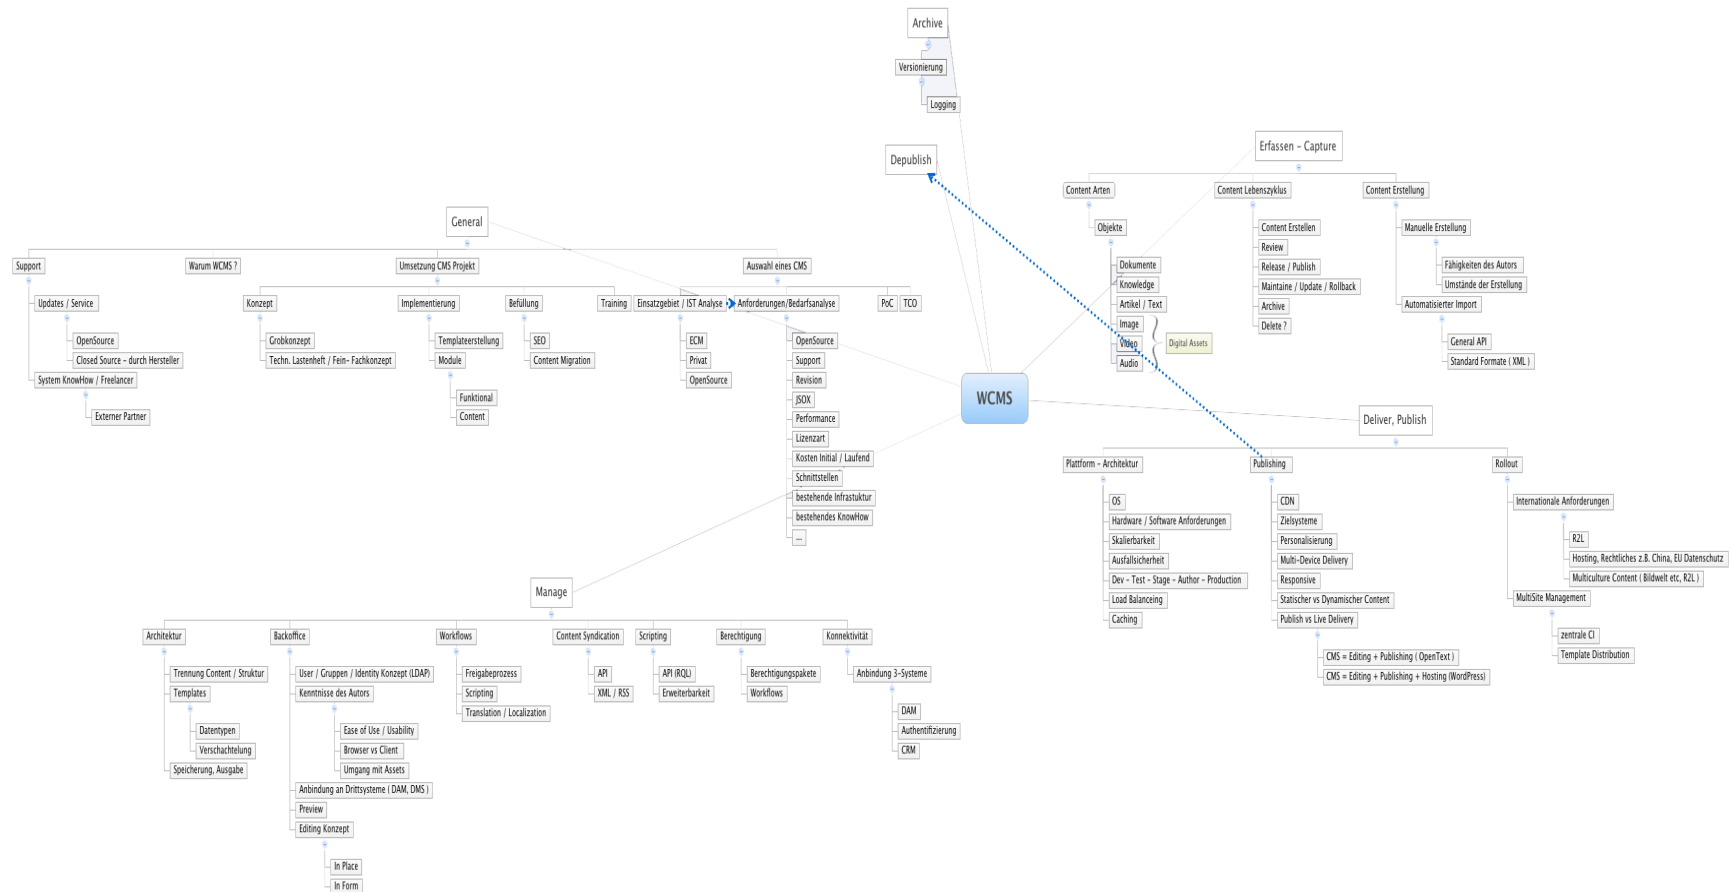 Archive
Versionierung
Logging
Depublish
Erfassen - Capture
Content Arten
Objekte
Dokumente
Knowledge
Artikel / Text
Image
Video
Audio
Digital Assets
Content Lebenszyklus
Content Erstellen
Review
Release / Publish
Maintaine / Update / Rollback
Archive
Delete ?
Content Erstellung
Manuelle Erstellung
Fähigkeiten des Autors
Umstände der Erstellung
Automatisierter Import
General API
Standard Formate ( XML )
General
Support
Updates / Service
OpenSource
Closed Source - durch Hersteller
System KnowHow / Freelancer
Externer Partner
Warum WCMS ?
Umsetzung CMS Projekt
Konzept
Grobkonzept
Techn. Lastenheft / Fein- Fachkonzept
Implementierung
Templateerstellung
Module
Funktional
Content
Befüllung
SEO
Content Migration
Training
Auswahl eines CMS
Einsatzgebiet / IST Analyse
ECM
Privat
OpenSource
Anforderungen/Bedarfsanalyse
OpenSource
Support
Revision
JSOX
Performance
Lizenzart
Kosten Initial / Laufend
Schnittstellen
bestehende Infrastuktur
bestehendes KnowHow
...
PoC
TCO
WCMS
Deliver, Publish
Plattform - Architektur
OS
Hardware / Software Anforderungen
Skalierbarkeit
Ausfallsicherheit
Dev - Test - Stage - Author - Production
Load Balanceing
Caching
Publishing
CDN
Zielsysteme
Personalisierung
Multi-Device Delivery
Responsive
Statischer vs Dynamischer Content
Publish vs Live Delivery
CMS = Editing + Publishing ( OpenText )
CMS = Editing + Publishing + Hosting (WordPress)
Rollout
Internationale Anforderungen
R2L
Hosting, Rechtliches z.B. China, EU Datenschutz
Multiculture Content ( Bildwelt etc, R2L )
MultiSite Management
zentrale CI
Template Distribution
Manage
Architektur
Trennung Content / Struktur
Templates
Datentypen
Verschachtelung
Speicherung, Ausgabe
Backoffice
User / Gruppen / Identity Konzept (LDAP)
Kenntnisse des Autors
Ease of Use / Usability
Browser vs Client
Umgang mit Assets
Anbindung an Drittsysteme ( DAM, DMS )
Preview
Editing Konzept
In Place
In Form
Workflows
Freigabeprozess
Scripting
Translation / Localization
Content Syndication
API
XML / RSS
Scripting
API (RQL)
Erweiterbarkeit
Berechtigung
Berechtigungspakete
Workflows
Konnektivität
Anbindung 3-Systeme
DAM
Authentifizierung
CRM